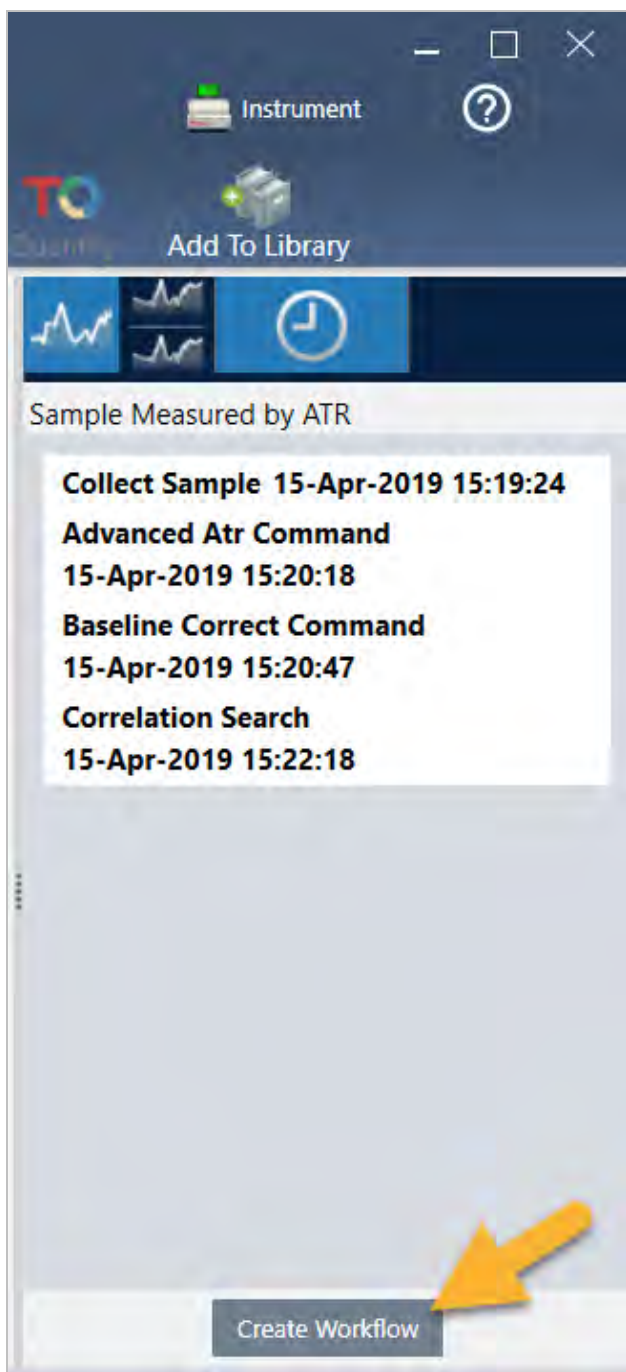 Instrument
TQ
Add To Library
Sample Measured by ATR
Collect Sample 15-Apr-2019 15:19:24
Advanced Atr Command
15-Apr-2019 15:20:18
Baseline Correct Command
15-Apr-2019 15:20:47
Correlation Search
15-Apr-2019 15:22:18
Create Workflow